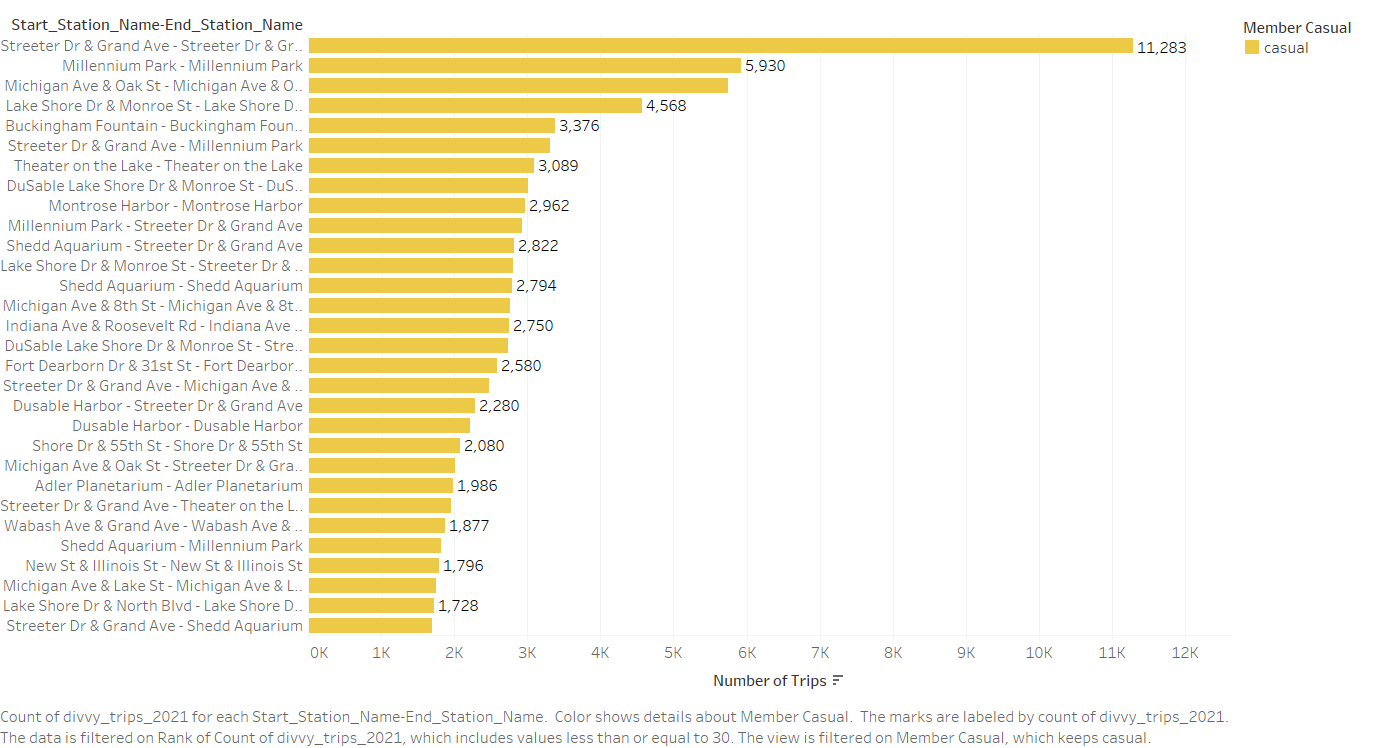 Start_Station_Name-End_Station_Name
Member Casual
casual
Streeter Dr & Grand Ave - Streeter Dr & Gr.. 11,283
Millennium Park - Millennium Park 5,930
Michigan Ave & Oak St - Michigan Ave & O..
Lake Shore Dr & Monroe St - Lake Shore D.. 4,568
Buckingham Fountain - Buckingham Foun.. 3,376
Streeter Dr & Grand Ave - Millennium Park
Theater on the Lake - Theater on the Lake 3,089
DuSable Lake Shore Dr & Monroe St - DuS..
Montrose Harbor - Montrose Harbor 2,962
Millennium Park - Streeter Dr & Grand Ave
Shedd Aquarium - Streeter Dr & Grand Ave 2,822
Lake Shore Dr & Monroe St - Streeter Dr & ..
Shedd Aquarium - Shedd Aquarium 2,794
Michigan Ave & 8th St - Michigan Ave & 8t..
Indiana Ave & Roosevelt Rd - Indiana Ave .. 2,750
DuSable Lake Shore Dr & Monroe St - Stre..
Fort Dearborn Dr & 31st St - Fort Dearbor.. 2,580
Streeter Dr & Grand Ave - Michigan Ave & ..
Dusable Harbor - Streeter Dr & Grand Ave 2,280
Dusable Harbor - Dusable Harbor
Shore Dr & 55th St - Shore Dr & 55th St 2,080
Michigan Ave & Oak St - Streeter Dr & Gra..
Adler Planetarium - Adler Planetarium 1,986
Streeter Dr & Grand Ave - Theater on the L..
Wabash Ave & Grand Ave - Wabash Ave & .. 1,877
Shedd Aquarium - Millennium Park
New St & Illinois St - New St & Illinois St 1,796
Michigan Ave & Lake St - Michigan Ave & L..
Lake Shore Dr & North Blvd - Lake Shore D.. 1,728
Streeter Dr & Grand Ave - Shedd Aquarium
0K 1K 2K 3K 4K 5K 6K 7K 8K 9K 10K 11K 12K
Number of Trips
Count of divvy_trips_2021 for each Start_Station_Name-End_Station_Name. Color shows details about Member Casual. The marks are labeled by count of divvy_trips_2021.
The data is filtered on Rank of Count of divvy_trips_2021, which includes values less than or equal to 30. The view is filtered on Member Casual, which keeps casual.